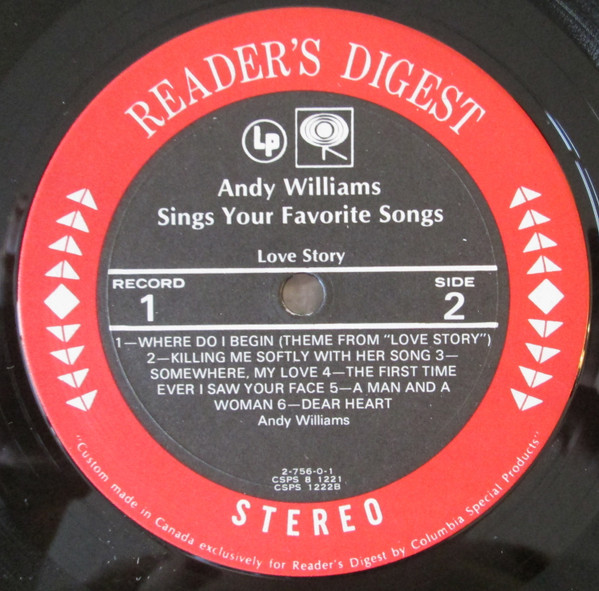 READER'S DIGEST
Lp
Andy Williams
Sings Your Favorite Songs
Love Story
RECORD
1
SIDE
2
1—WHERE DO I BEGIN (THEME FROM "LOVE STORY")
2—KILLING ME SOFTLY WITH HER SONG 3—
SOMEWHERE, MY LOVE 4—THE FIRST TIME
EVER I SAW YOUR FACE 5—A MAN AND A
WOMAN 6—DEAR HEART
Andy Williams
2-756-0-1
CSPS 8 1221
CSPS 1222B
STEREO
"Custom made in Canada exclusively for Reader's Digest by Columbia Special Products"